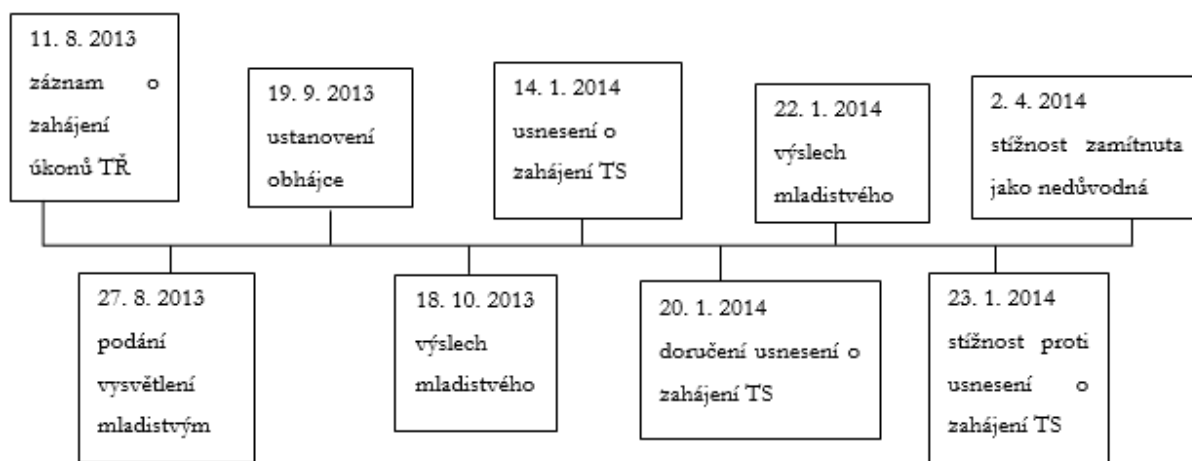 11. 8. 2013
záznam o
zahájení
úkonů TŘ
27. 8. 2013
podání
vysvětlení
mladistvým
19. 9. 2013
ustanovení
obhájce
18. 10. 2013
výslech
mladistvého
14. 1. 2014
usnesení o
zahájení TS
20. 1. 2014
doručení usnesení o
zahájení TS
22. 1. 2014
výslech
mladistvého
23. 1. 2014
stížnost proti
usnesení o
zahájení TS
2. 4. 2014
stížnost zamítnuta
jako nedůvodná